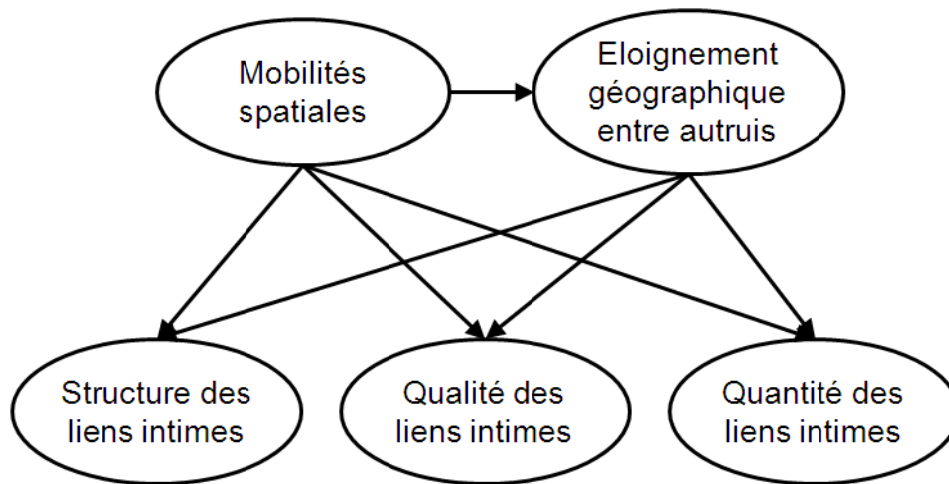 Mobilités
spatiales
Eloignement
géographique
entre autruis
Structure des
liens intimes
Qualité des
liens intimes
Quantité des
liens intimes